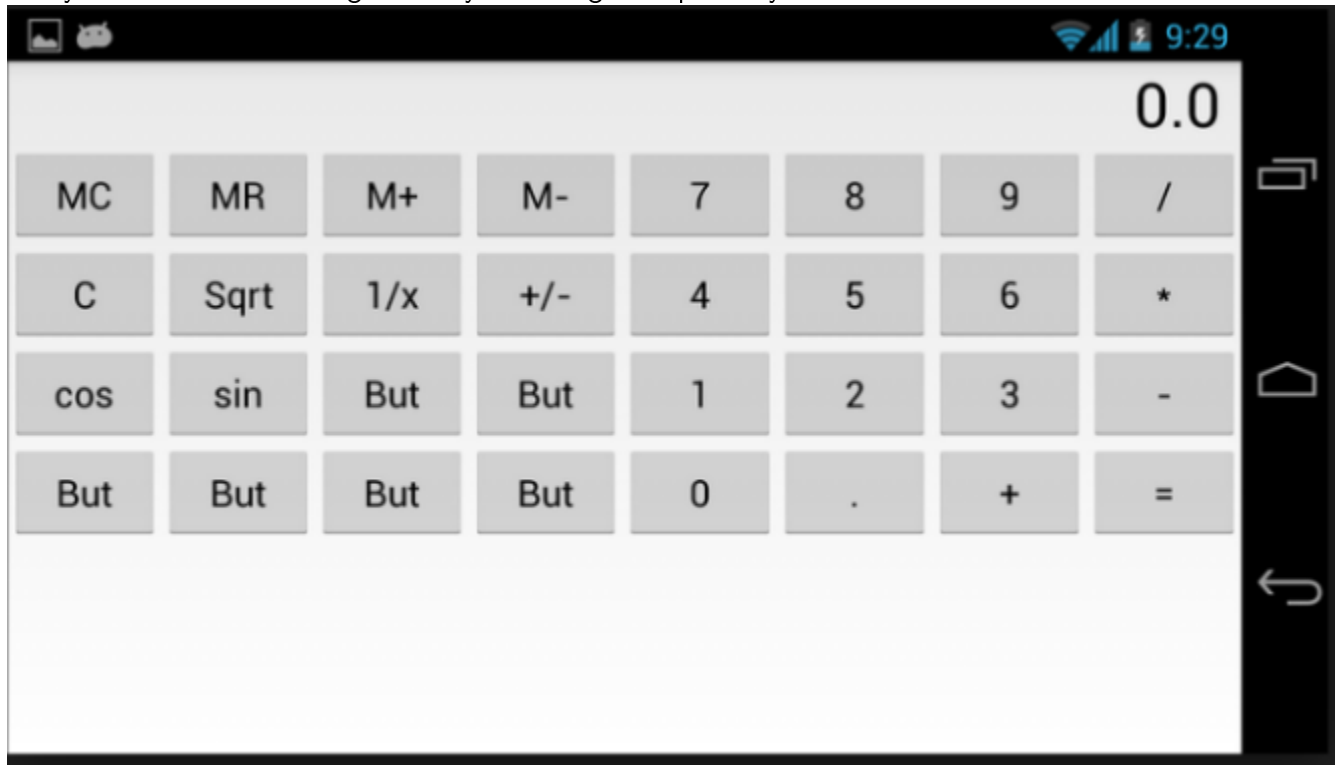 9:29
0.0
MC MR M+ M- 7 8 9 /
C Sqrt 1/x +/- 4 5 6 *
cos sin But But 1 2 3 -
But But But But 0 . + =